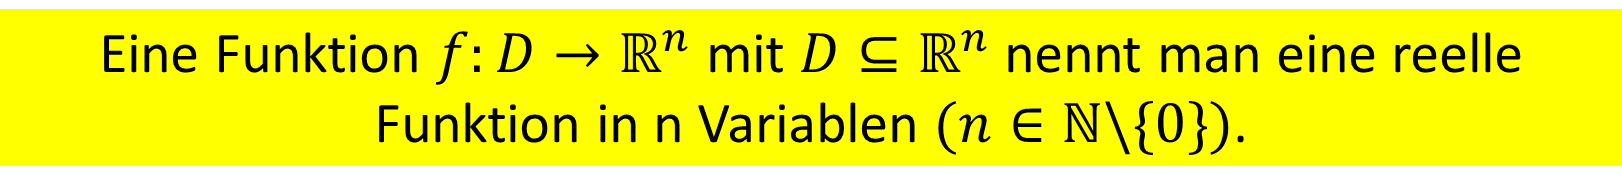 Eine Funktion 𝑓: 𝐷 → ℝⁿ mit 𝐷 ⊆ ℝⁿ nennt man eine reelle
Funktion in n Variablen (𝑛 ∈ ℕ\{0}).